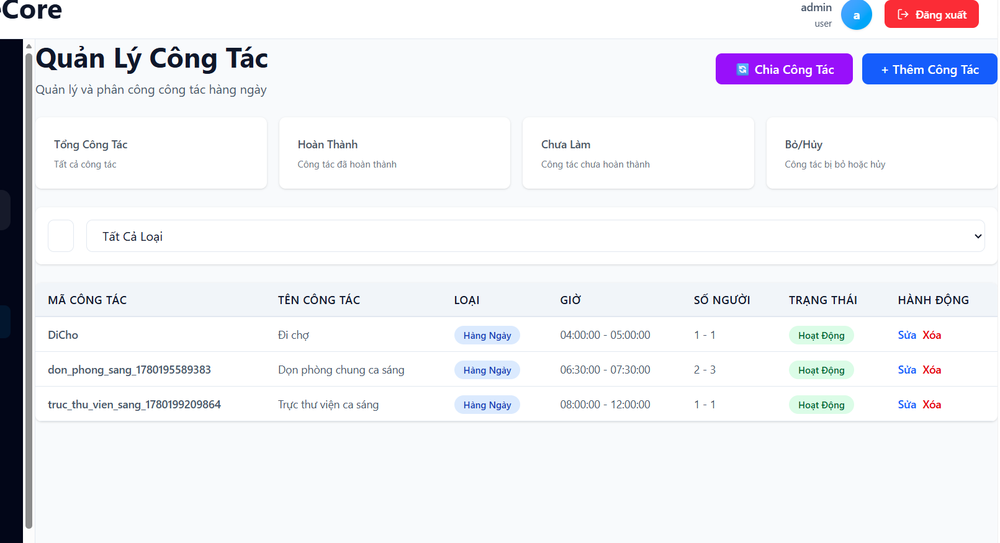 eCore
admin
user
a
Đăng xuất
Quản Lý Công Tác
Quản lý và phân công công tác hàng ngày
Chia Công Tác
+ Thêm Công Tác
Tổng Công Tác
Tất cả công tác
Hoàn Thành
Công tác đã hoàn thành
Chưa Làm
Công tác chưa hoàn thành
Bỏ/Hủy
Công tác bị bỏ hoặc hủy
Tất Cả Loại
MÃ CÔNG TÁC TÊN CÔNG TÁC LOẠI GIỜ SỐ NGƯỜI TRẠNG THÁI HÀNH ĐỘNG
DiCho Đi chợ Hàng Ngày 04:00:00 - 05:00:00 1 - 1 Hoạt Động Sửa Xóa
don_phong_sang_1780195589383 Dọn phòng chung ca sáng Hàng Ngày 06:30:00 - 07:30:00 2 - 3 Hoạt Động Sửa Xóa
truc_thu_vien_sang_1780199209864 Trực thư viện ca sáng Hàng Ngày 08:00:00 - 12:00:00 1 - 1 Hoạt Động Sửa Xóa